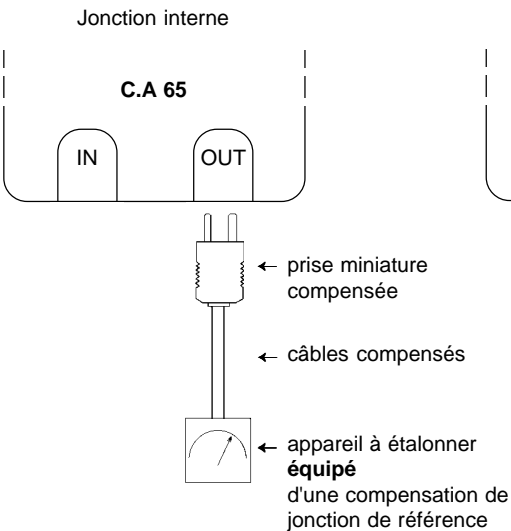 Jonction interne
C.A 65
IN
OUT
prise miniature
compensée
câbles compensés
appareil à étalonner
équipé
d'une compensation de
jonction de référence